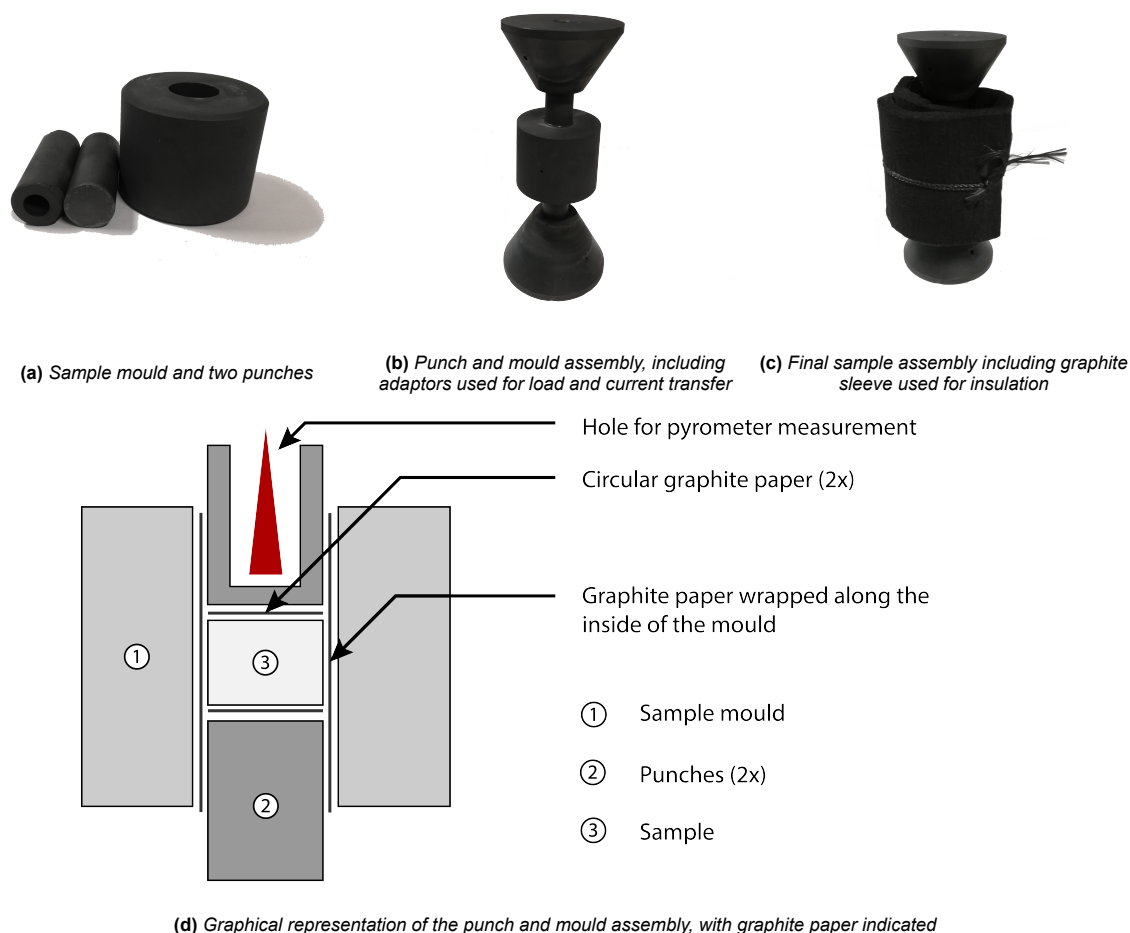 (a) Sample mould and two punches
(b) Punch and mould assembly, including
adaptors used for load and current transfer
(c) Final sample assembly including graphite
sleeve used for insulation
Hole for pyrometer measurement
Circular graphite paper (2x)
Graphite paper wrapped along the
inside of the mould
1
3
2
1 Sample mould
2 Punches (2x)
3 Sample
(d) Graphical representation of the punch and mould assembly, with graphite paper indicated